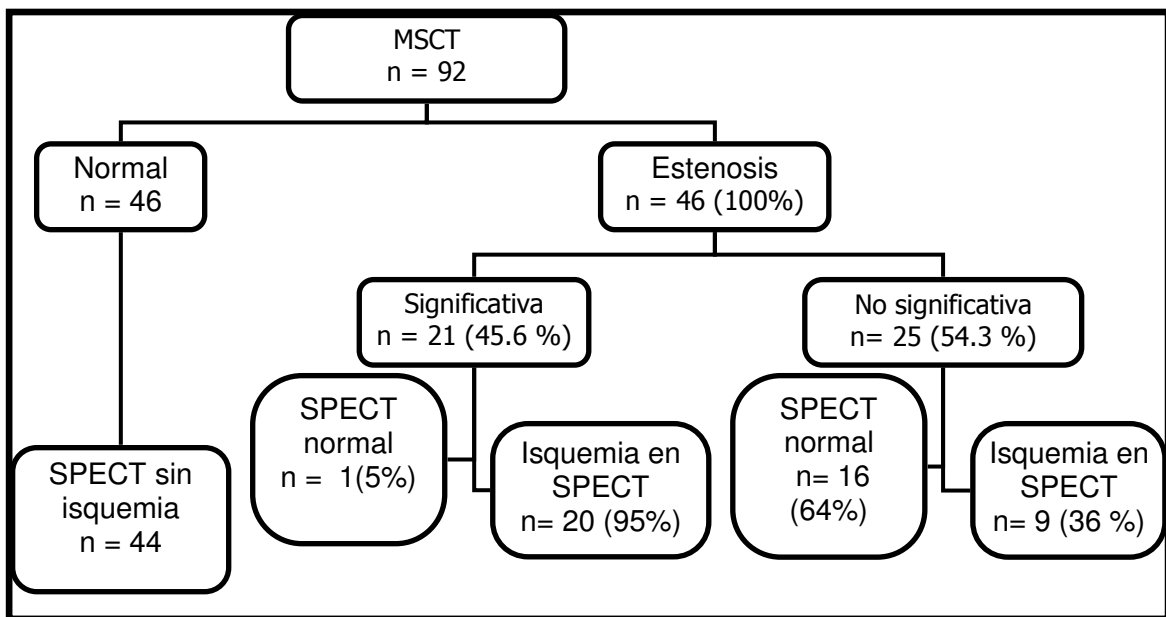 MSCT
n = 92
Normal
n = 46
Estenosis
n = 46 (100%)
Significativa
n = 21 (45.6 %)
No significativa
n= 25 (54.3 %)
SPECT
normal
n =  1(5%)
Isquemia en
SPECT
n= 20 (95%)
SPECT
normal
n= 16
(64%)
Isquemia en
SPECT
n= 9 (36 %)
SPECT sin
isquemia
n = 44